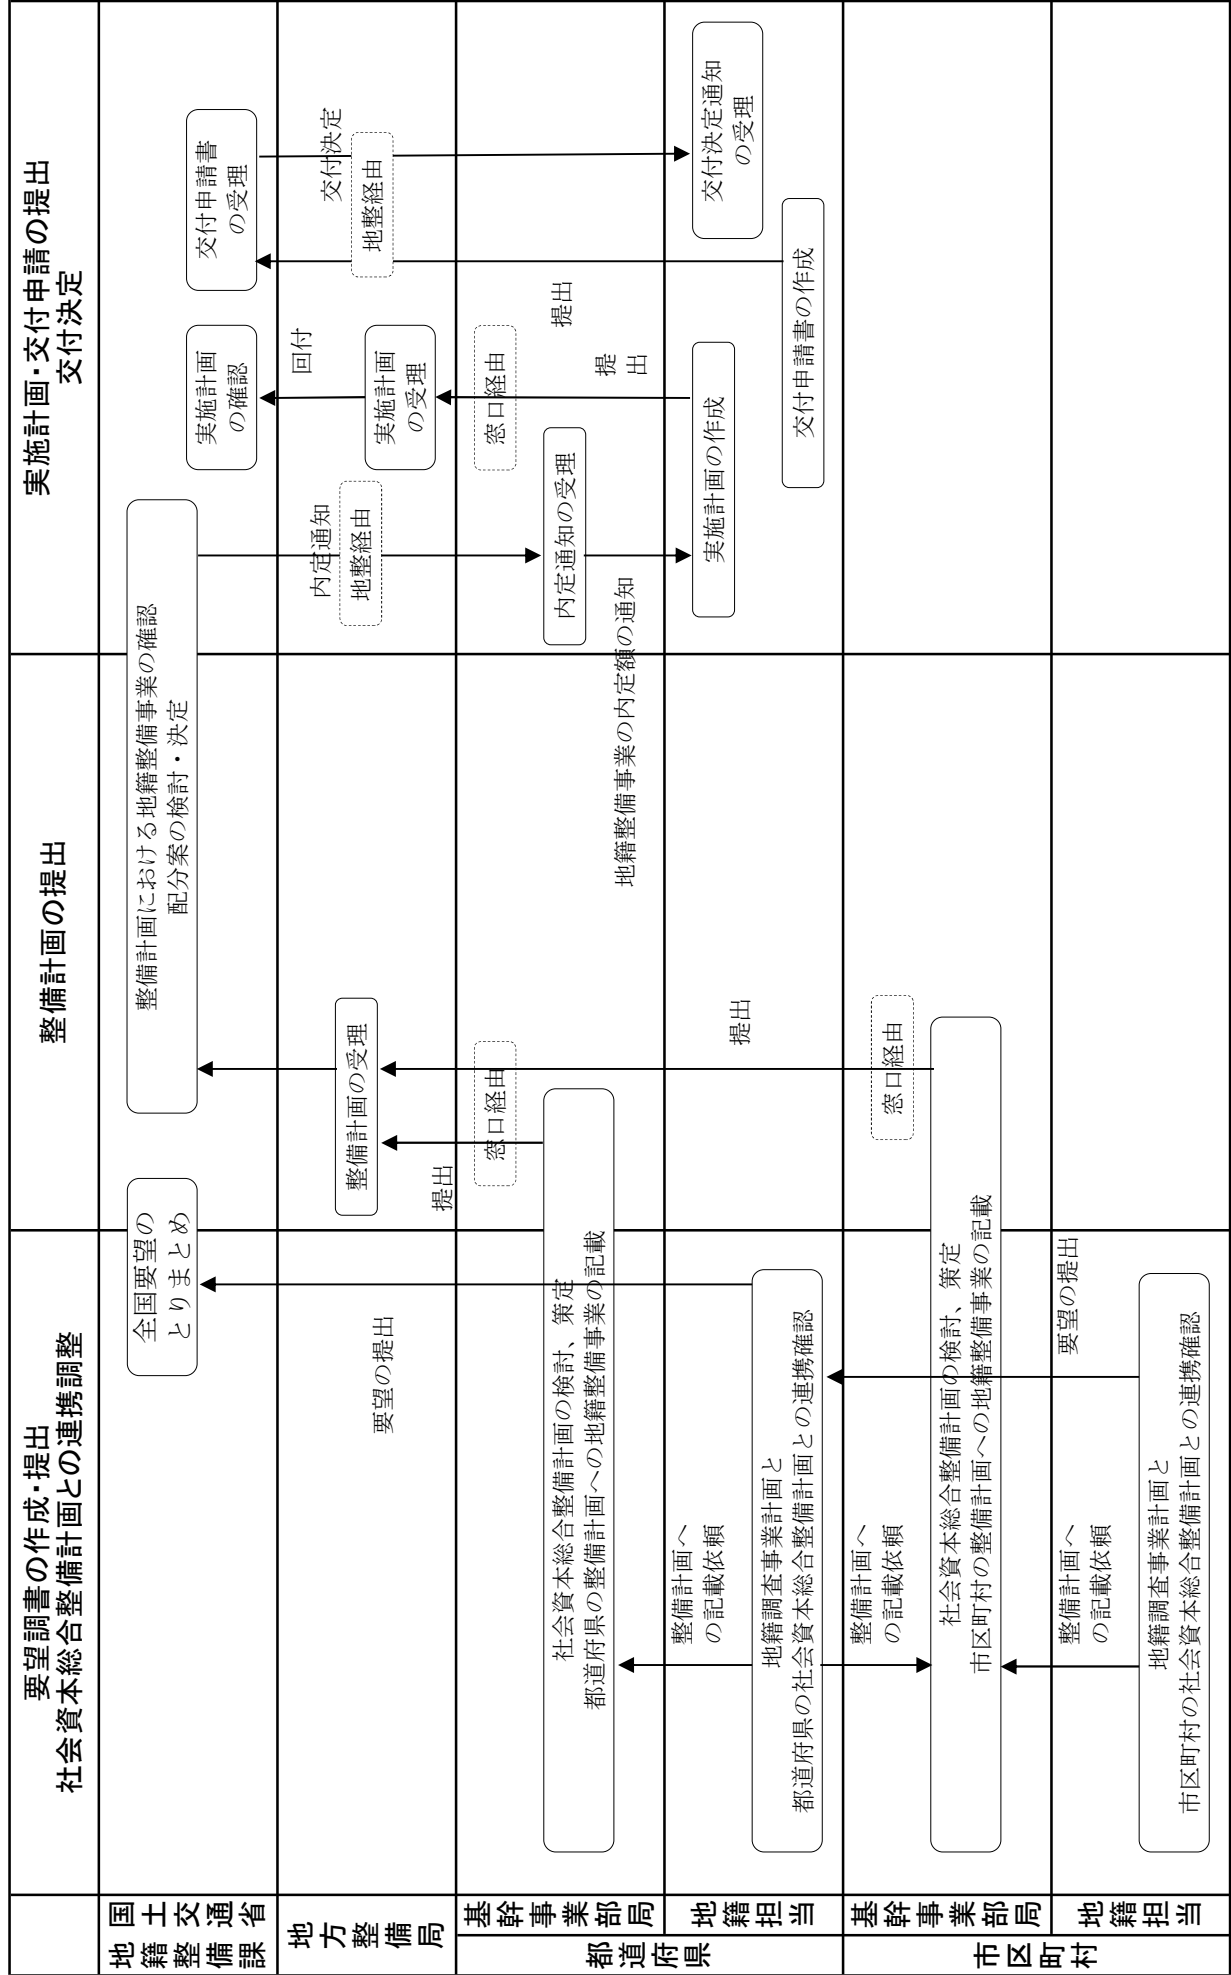 要望調書の作成・提出
社会資本総合整備計画との連携調整
整備計画の提出
実施計画・交付申請の提出
交付決定
国土交通省
地籍整備課
全国要望の
とりまとめ
整備計画における地籍整備事業の確認
配分案の検討・決定
実施計画
の確認
交付申請書
の受理
地方整備局
要望の提出
整備計画の受理
提出
内定通知
地整経由
回付
実施計画
の受理
交付決定
地整経由
都道府県
基幹事業部局
社会資本総合整備計画の検討、策定
都道府県の整備計画への地籍整備事業の記載
窓口経由
内定通知の受理
窓口経由
提出
地籍整備事業の内定額の通知
提
出
地籍担当
整備計画へ
の記載依頼
地籍調査事業計画と
都道府県の社会資本総合整備計画との連携確認
提出
実施計画の作成
交付申請書の作成
交付決定通知
の受理
市区町村
基幹事業部局
整備計画へ
の記載依頼
社会資本総合整備計画の検討、策定
市区町村の整備計画への地籍整備事業の記載
窓口経由
地籍担当
整備計画へ
の記載依頼
要望の提出
地籍調査事業計画と
市区町村の社会資本総合整備計画との連携確認